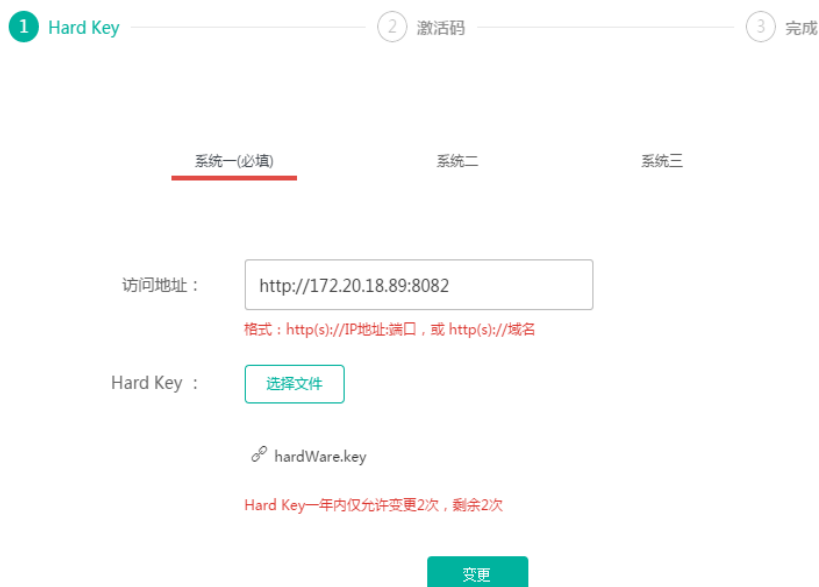 1 Hard Key 2 激活码 3 完成
系统一(必填) 系统二 系统三
访问地址： http://172.20.18.89:8082
格式：http(s)://IP地址:端口，或 http(s)://域名
Hard Key ： 选择文件
hardWare.key
Hard Key一年内仅允许变更2次，剩余2次
变更